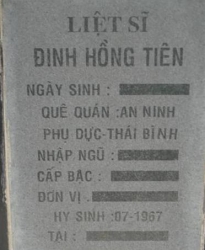 LIỆT SĨ
ĐINH HỒNG TIÊN
NGÀY SINH :
QUÊ QUÁN :AN NINH
PHU DỰC-THÁI BÌNH
NHẬP NGŨ :
CẤP BẬC :
ĐƠN VỊ :
HY SINH :07-1967
TẠI :